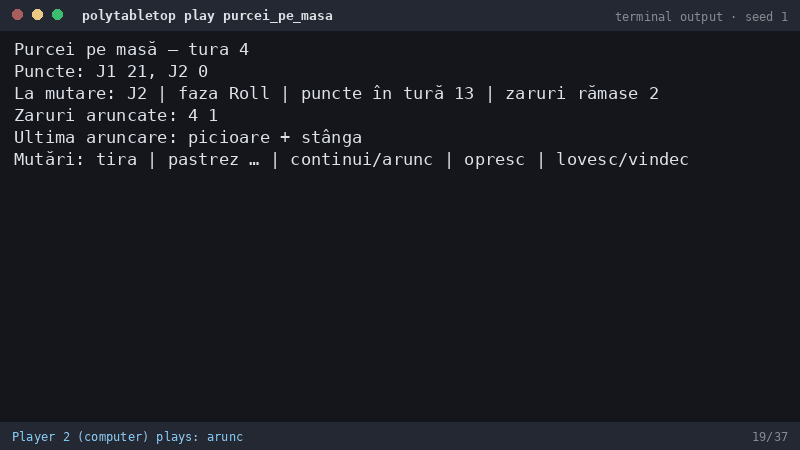 polytabletop play purcei_pe_masa
terminal output · seed 1
Purcei pe masă — tura 4
Puncte: J1 21, J2 0
La mutare: J2 | faza Roll | puncte în tură 13 | zaruri rămase 2
Zaruri aruncate: 4 1
Ultima aruncare: picioare + stânga
Mutări: tira | pastrez … | continui/arunc | opresc | lovesc/vindec
Player 2 (computer) plays: arunc
19/37